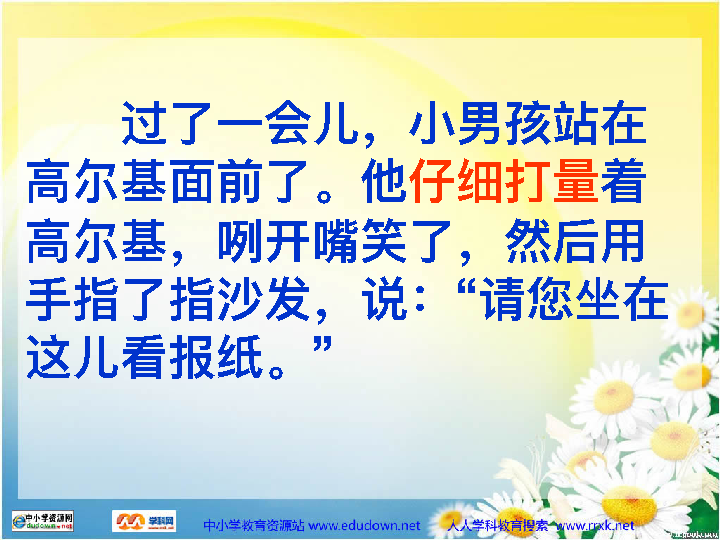 过了一会儿，小男孩站在
高尔基面前了。他仔细打量着
高尔基，咧开嘴笑了，然后用
手指了指沙发，说：“请您坐在
这儿看报纸。”
中小学资源网
edudown.net
学科网
中小学教育资源站 www.edudown.net 人人学科教育搜索 www.rrxk.net